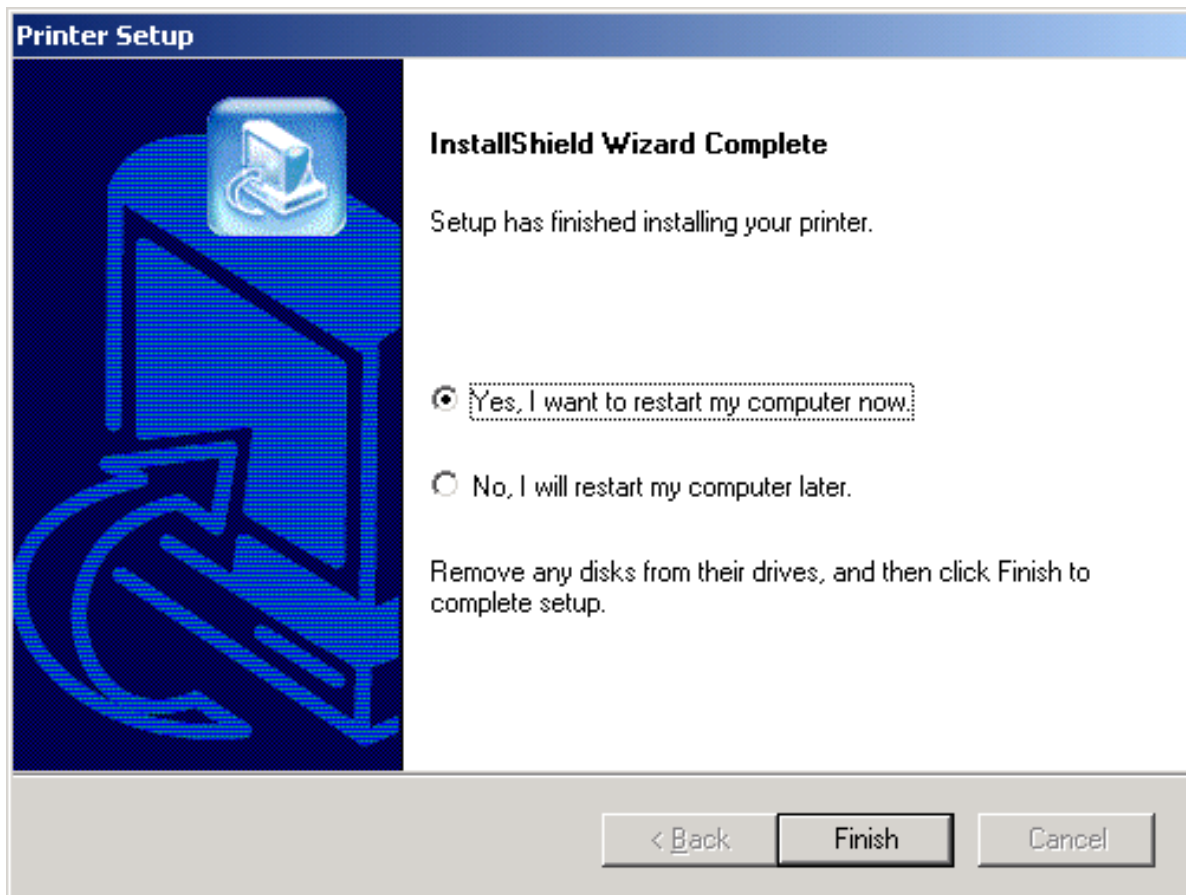 Printer Setup
InstallShield Wizard Complete
Setup has finished installing your printer.
Yes, I want to restart my computer now.
No, I will restart my computer later.
Remove any disks from their drives, and then click Finish to
complete setup.
< Back Finish Cancel